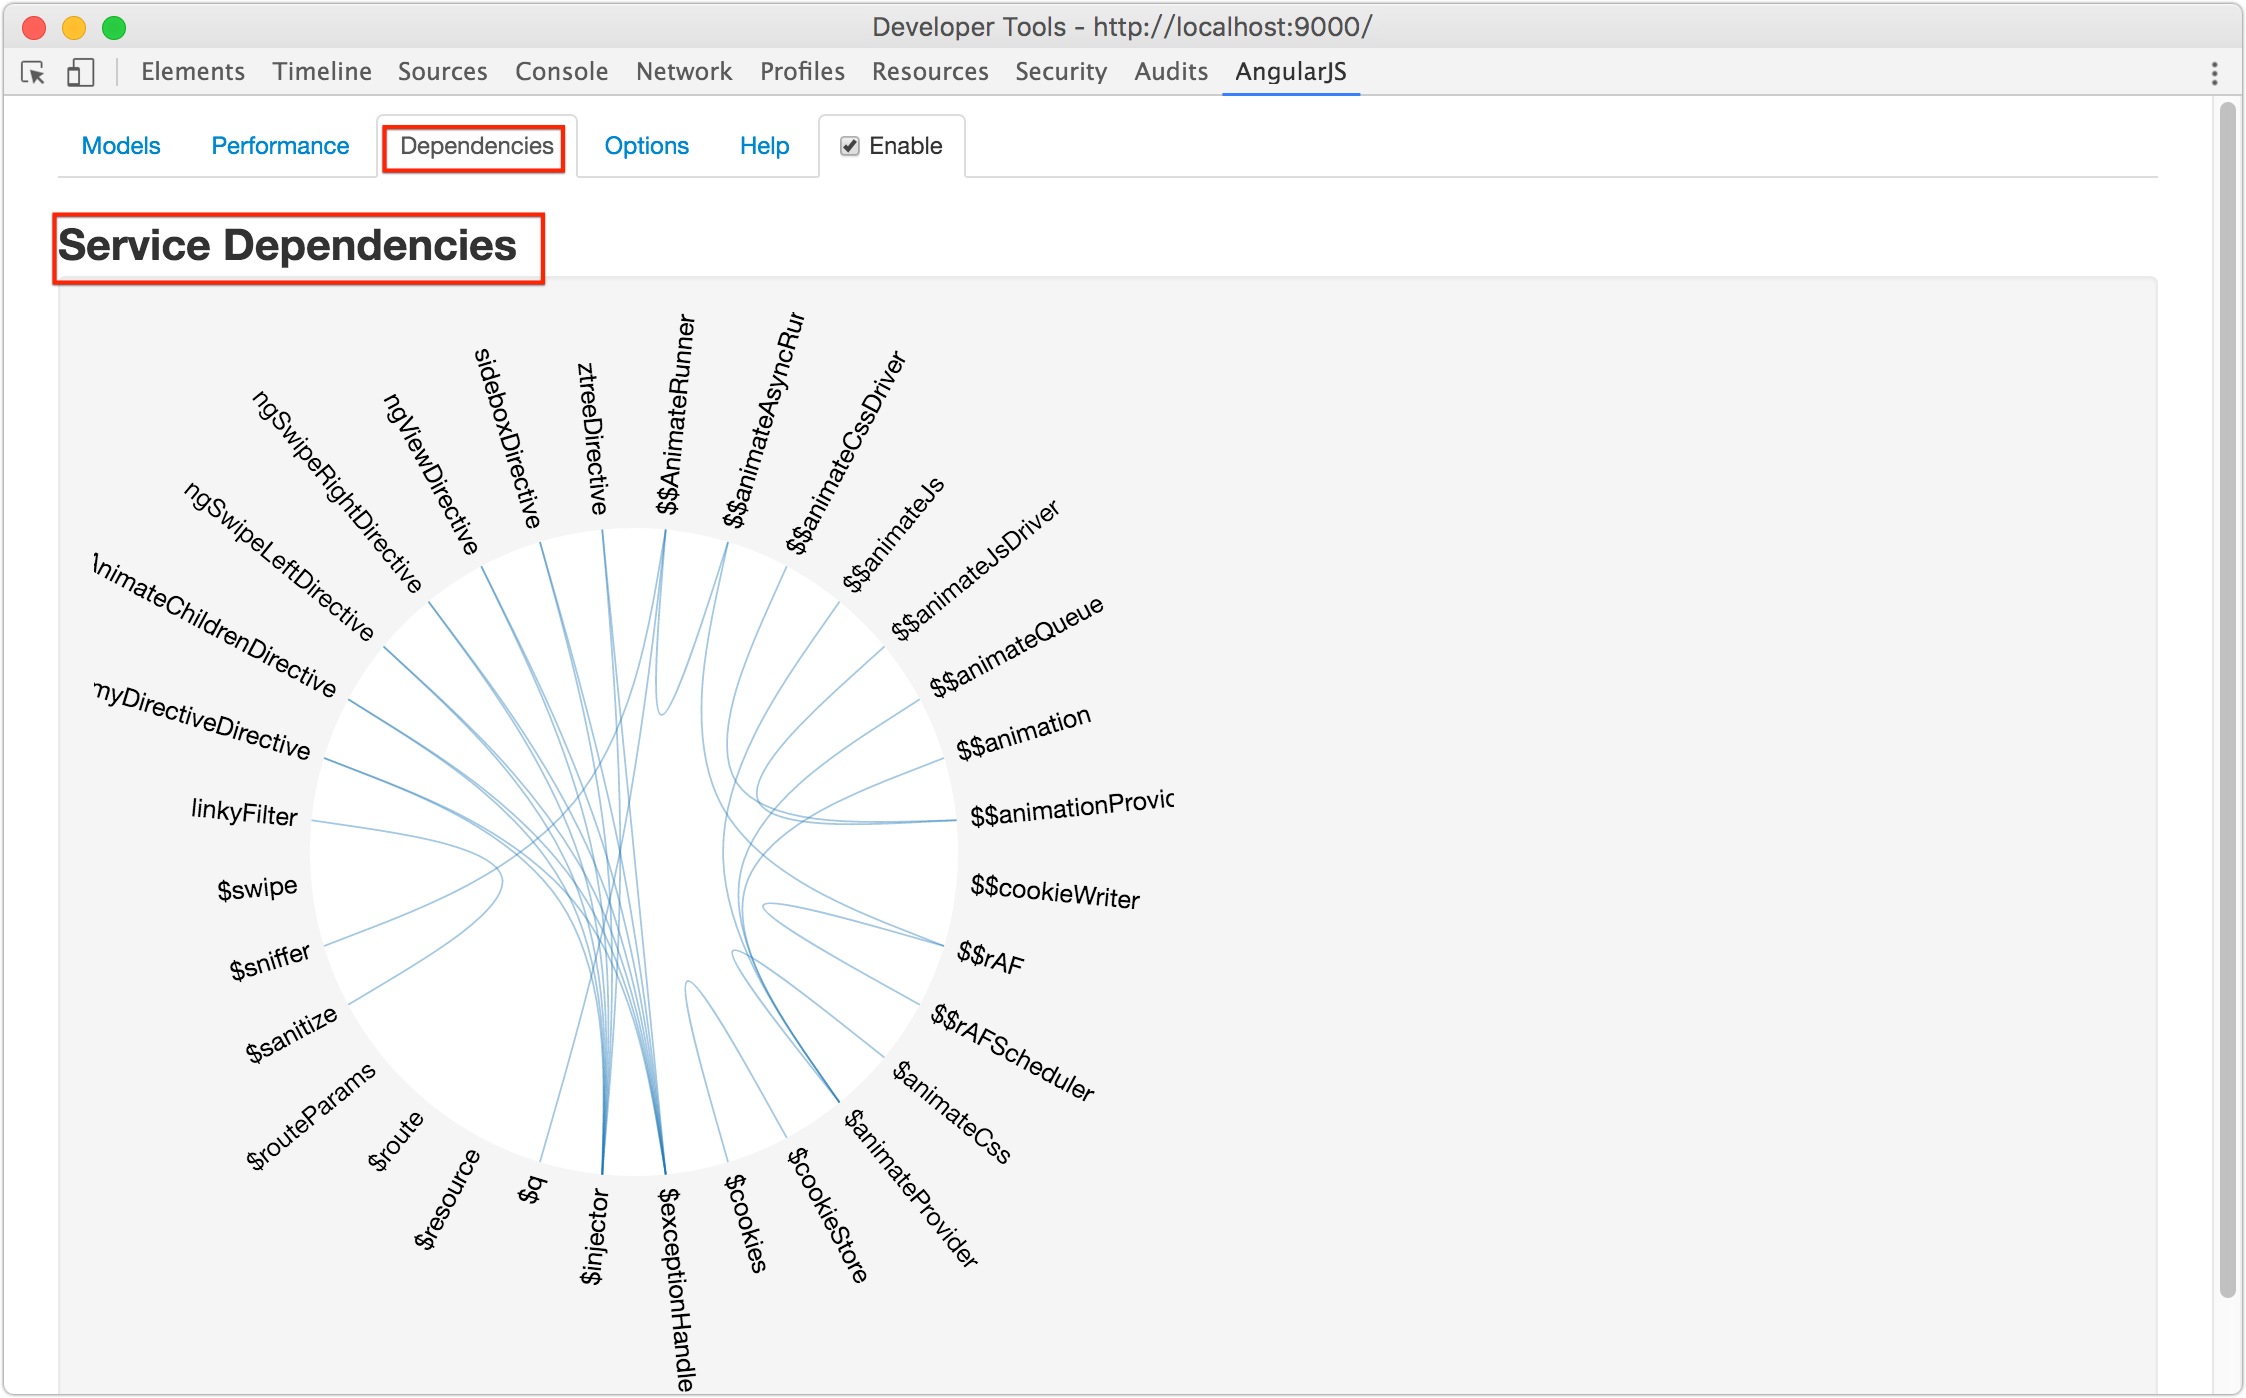 Developer Tools - http://localhost:9000/
Elements Timeline Sources Console Network Profiles Resources Security Audits AngularJS
Models Performance Dependencies Options Help Enable
Service Dependencies
$$AnimateRunner
$$animateAsyncRur
$$animateCssDriver
$$animateJs
$$animateJsDriver
$$animateQueue
$$animation
$$animationProvic
$$cookieWriter
$$rAF
$$rAFScheduler
$animateCss
$animateProvider
$cookieStore
$cookies
$exceptionHandle
$injector
$q
$resource
$route
$routeParams
$sanitize
$sniffer
$swipe
linkyFilter
myDirectiveDirective
AnimateChildrenDirective
ngSwipeLeftDirective
ngSwipeRightDirective
ngViewDirective
sideboxDirective
ztreeDirective